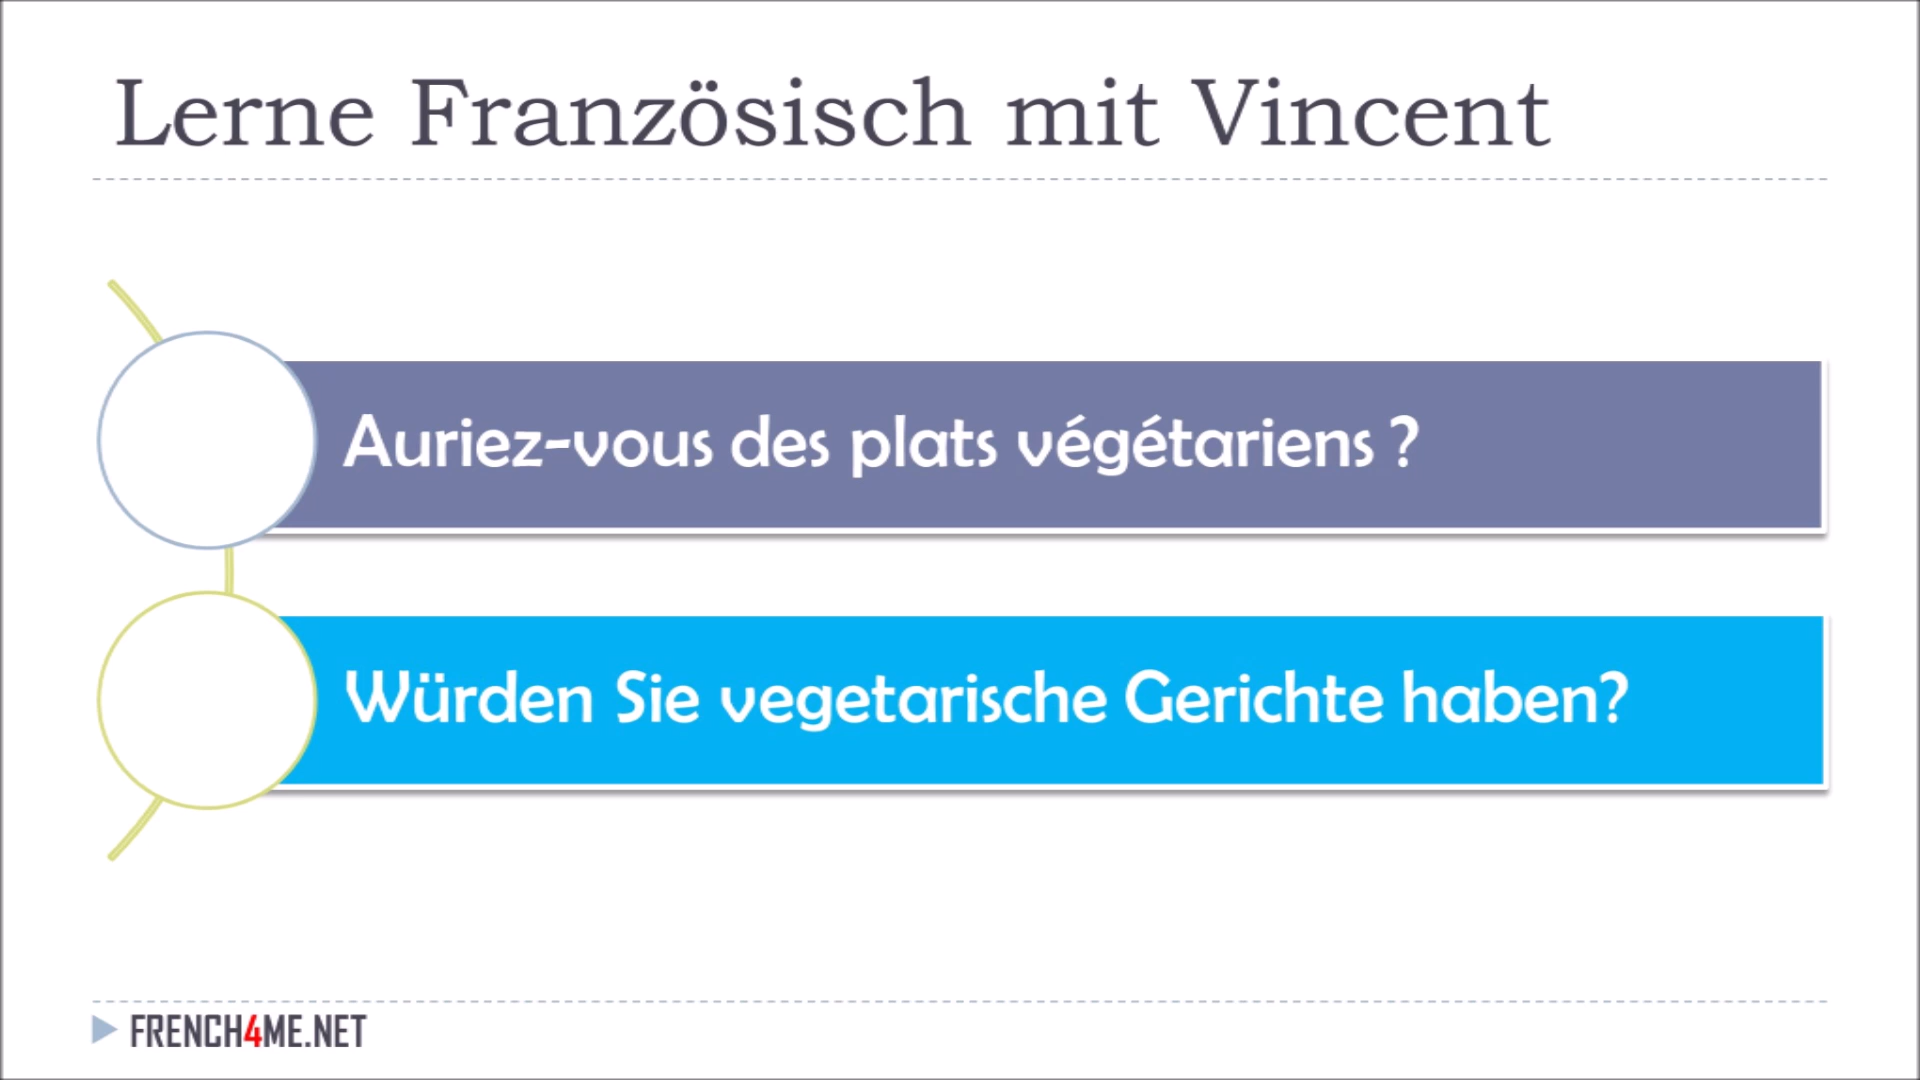 Lerne Französisch mit Vincent
Auriez-vous des plats végétariens ?
Würden Sie vegetarische Gerichte haben?
FRENCH4ME.NET